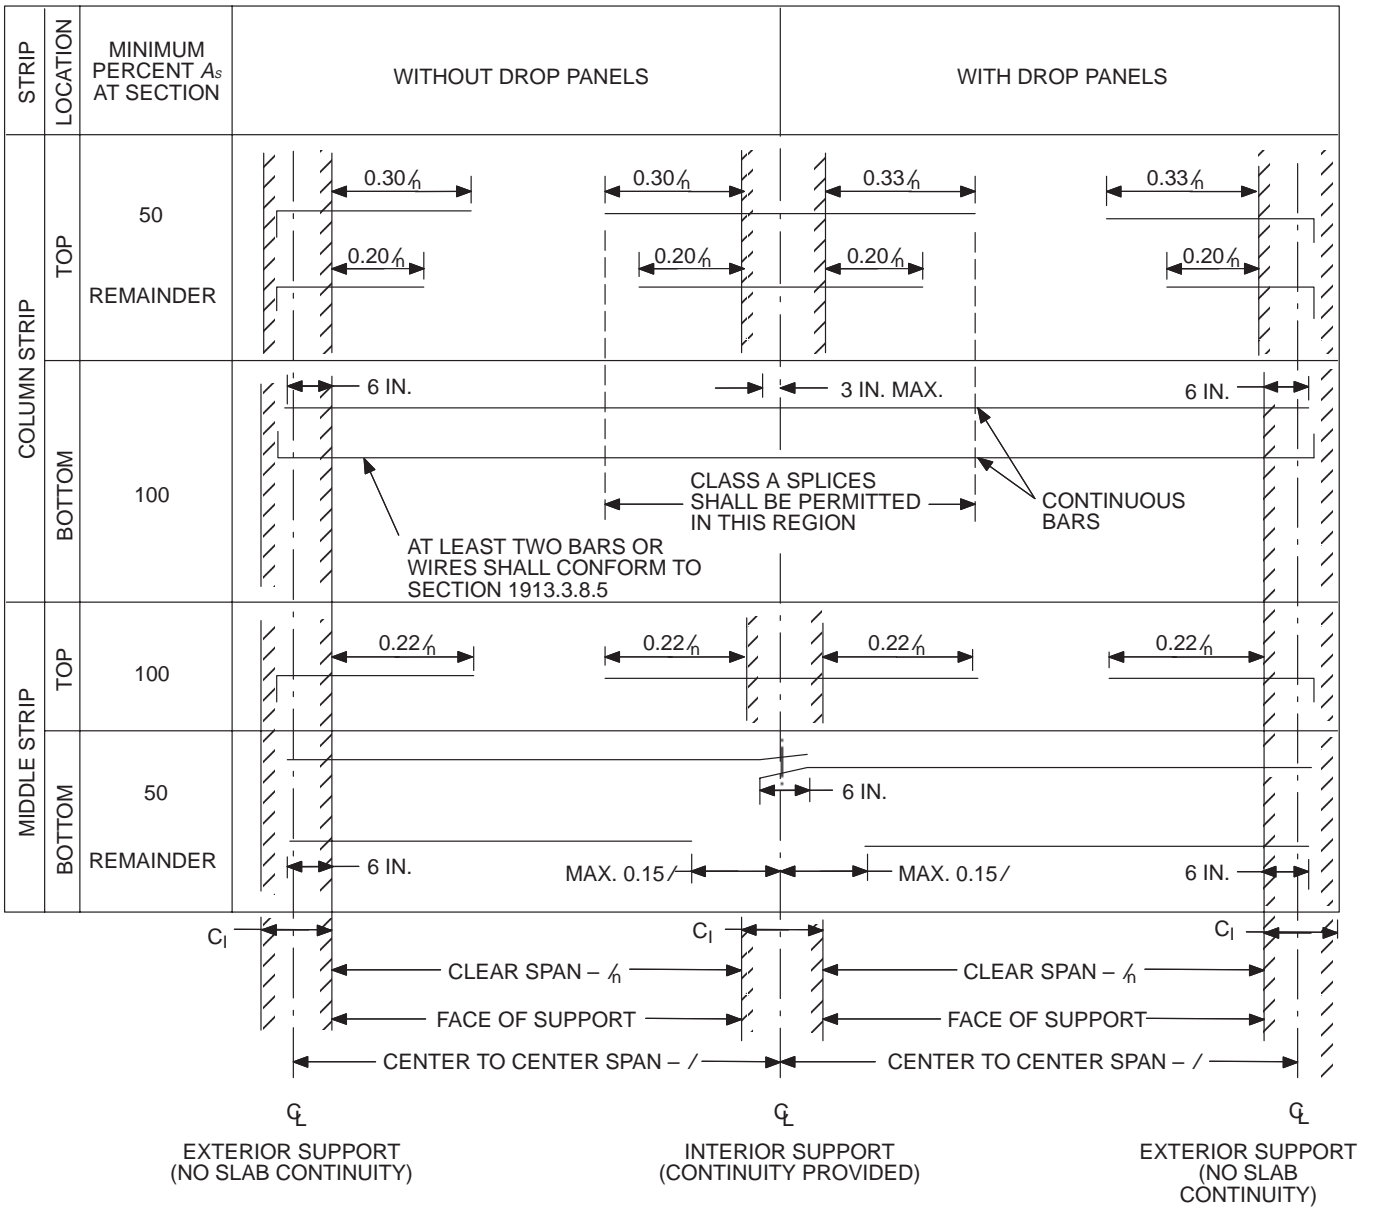 STRIP
LOCATION
MINIMUM
PERCENT As
AT SECTION
WITHOUT DROP PANELS
WITH DROP PANELS
COLUMN STRIP
TOP
50
0.30ℓn
0.30ℓn
0.33ℓn
0.33ℓn
REMAINDER
0.20ℓn
0.20ℓn
0.20ℓn
0.20ℓn
BOTTOM
100
6 IN.
3 IN. MAX.
6 IN.
CLASS A SPLICES
SHALL BE PERMITTED
IN THIS REGION
CONTINUOUS
BARS
AT LEAST TWO BARS OR
WIRES SHALL CONFORM TO
SECTION 1913.3.8.5
MIDDLE STRIP
TOP
100
0.22ℓn
0.22ℓn
0.22ℓn
0.22ℓn
BOTTOM
50
6 IN.
REMAINDER
6 IN.
MAX. 0.15ℓ
MAX. 0.15ℓ
6 IN.
C1
C1
C1
CLEAR SPAN – ℓn
CLEAR SPAN – ℓn
FACE OF SUPPORT
FACE OF SUPPORT
CENTER TO CENTER SPAN – ℓ
CENTER TO CENTER SPAN – ℓ
CL
CL
CL
EXTERIOR SUPPORT
(NO SLAB CONTINUITY)
INTERIOR SUPPORT
(CONTINUITY PROVIDED)
EXTERIOR SUPPORT
(NO SLAB
CONTINUITY)